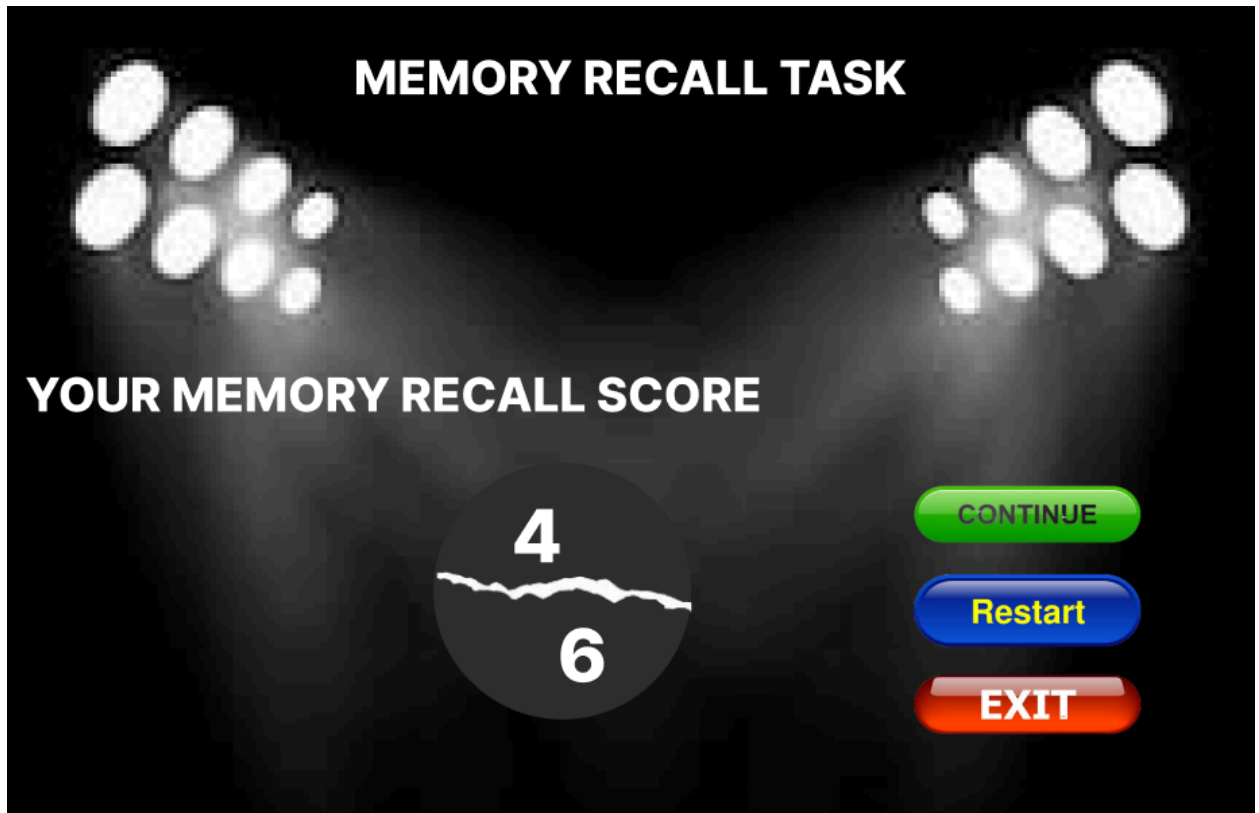 MEMORY RECALL TASK
YOUR MEMORY RECALL SCORE
4
6
CONTINUE
Restart
EXIT